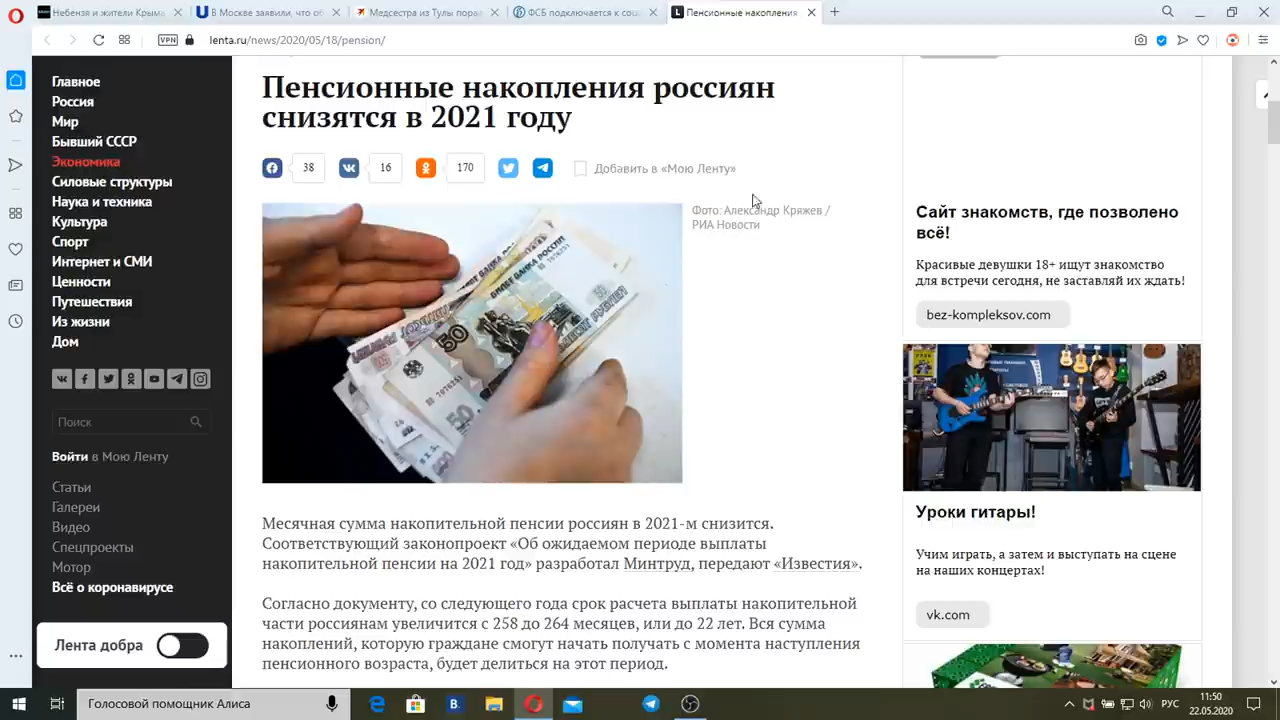 Небензя и жители Крыма
В Москве заявили, что об
Медсестра из Тулы порад
ФСБ подключается к соци
Пенсионные накопления
VPN
lenta.ru/news/2020/05/18/pension/
Главное
Россия
Мир
Бывший СССР
Экономика
Силовые структуры
Наука и техника
Культура
Спорт
Интернет и СМИ
Ценности
Путешествия
Из жизни
Дом
Поиск
Войти в Мою Ленту
Статьи
Галереи
Видео
Спецпроекты
Мотор
Всё о коронавирусе
Лента добра
Пенсионные накопления россиян
снизятся в 2021 году
38
16
170
Добавить в «Мою Ленту»
Фото: Александр Кряжев /
РИА Новости
50
50
Месячная сумма накопительной пенсии россиян в 2021-м снизится.
Соответствующий законопроект «Об ожидаемом периоде выплаты
накопительной пенсии на 2021 год» разработал Минтруд, передают «Известия».
Согласно документу, со следующего года срок расчета выплаты накопительной
части россиянам увеличится с 258 до 264 месяцев, или до 22 лет. Вся сумма
накоплений, которую граждане смогут начать получать с момента наступления
пенсионного возраста, будет делиться на этот период.
Сайт знакомств, где позволено
всё!
Красивые девушки 18+ ищут знакомство
для встречи сегодня, не заставляй их ждать!
bez-kompleksov.com
Уроки гитары!
Учим играть, а затем и выступать на сцене
на наших концертах!
vk.com
Голосовой помощник Алиса
РУС
11:50
22.05.2020